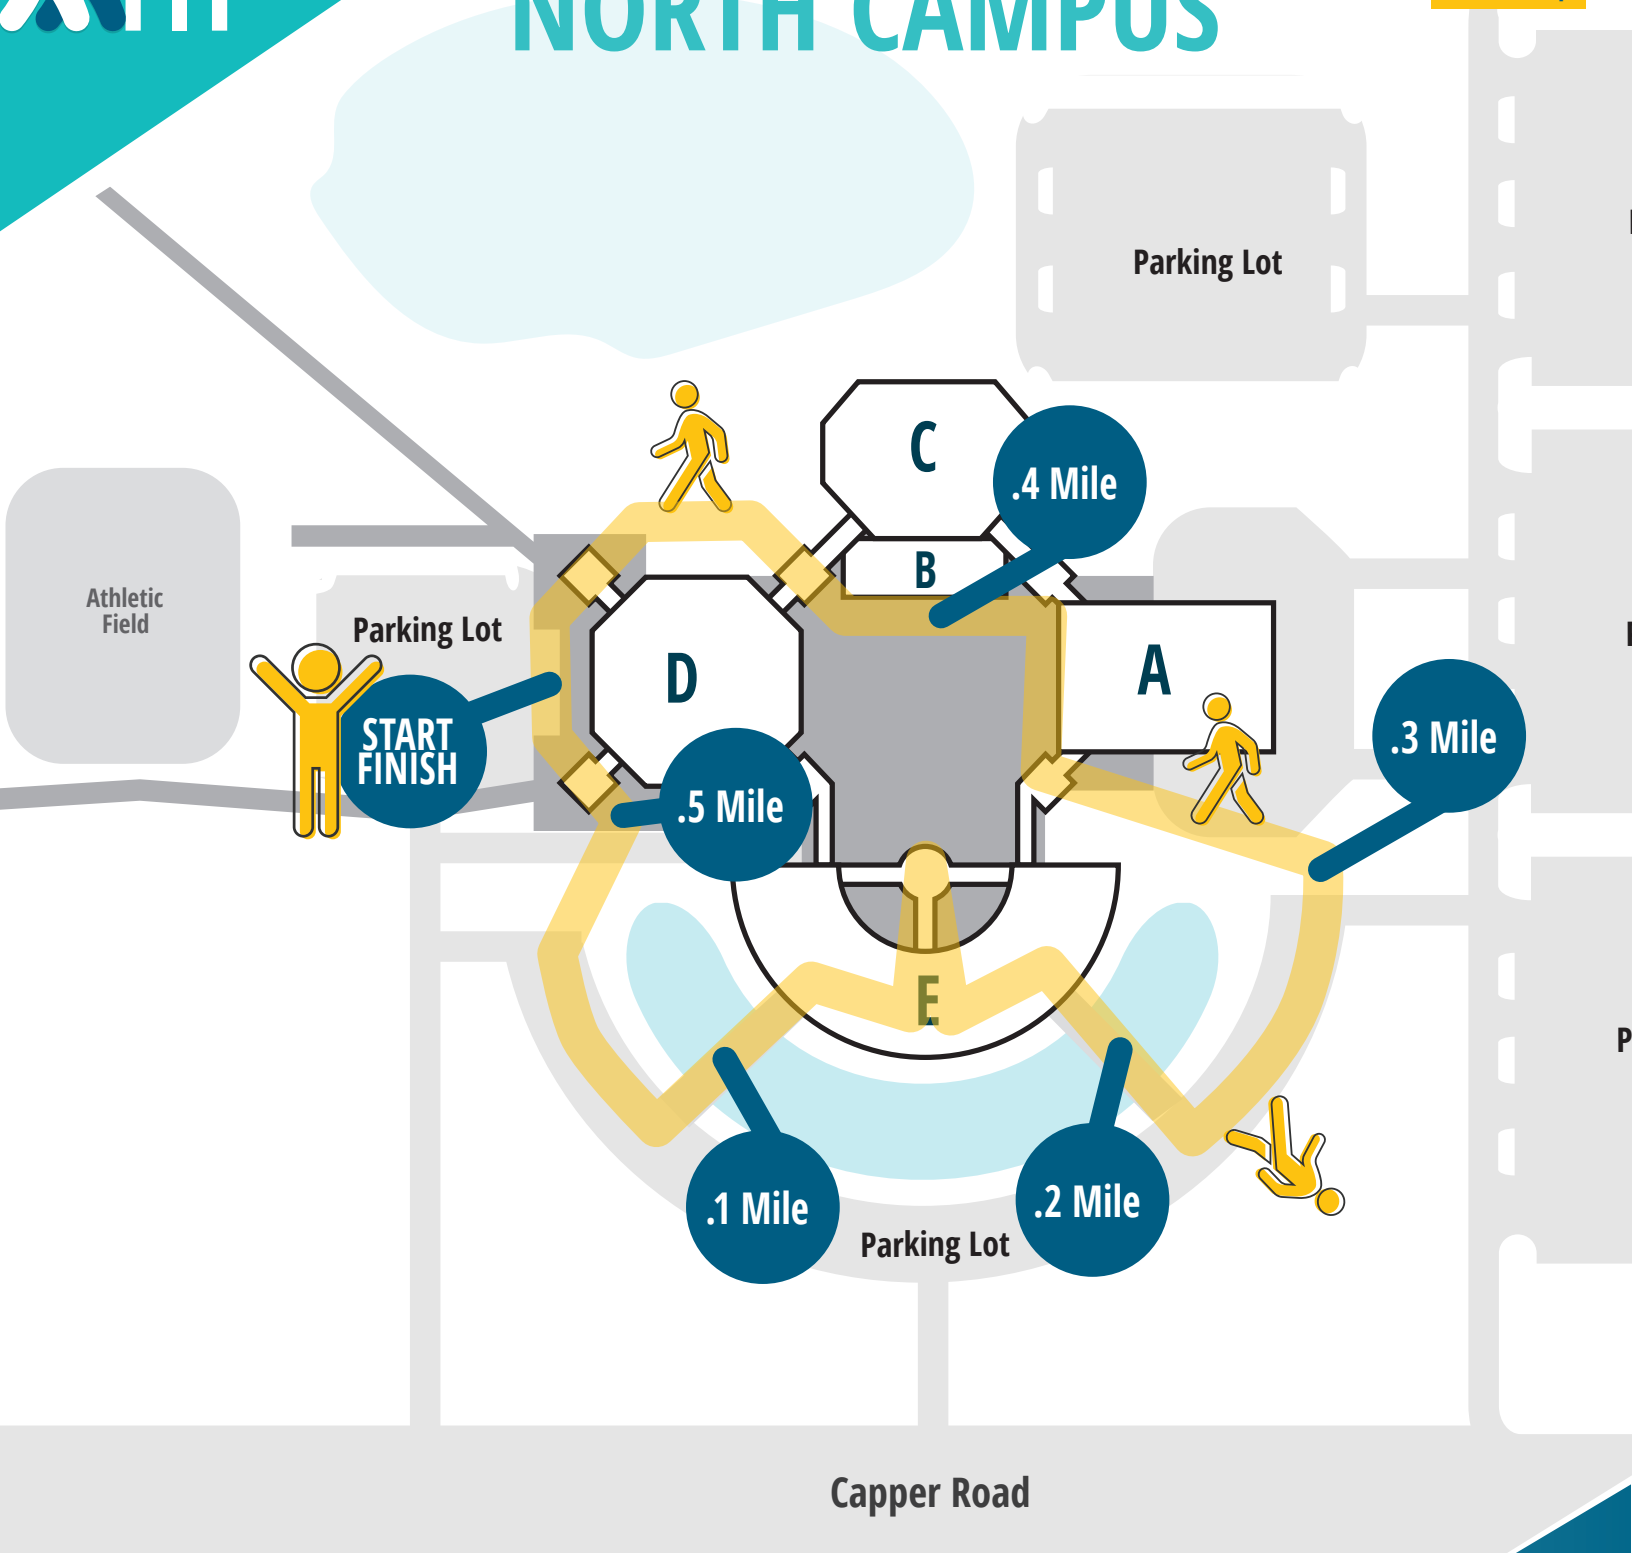 NORTH CAMPUS
Parking Lot
C
.4 Mile
B
Athletic
Field
Parking Lot
D
A
START
FINISH
.3 Mile
.5 Mile
E
.1 Mile
.2 Mile
Parking Lot
Capper Road